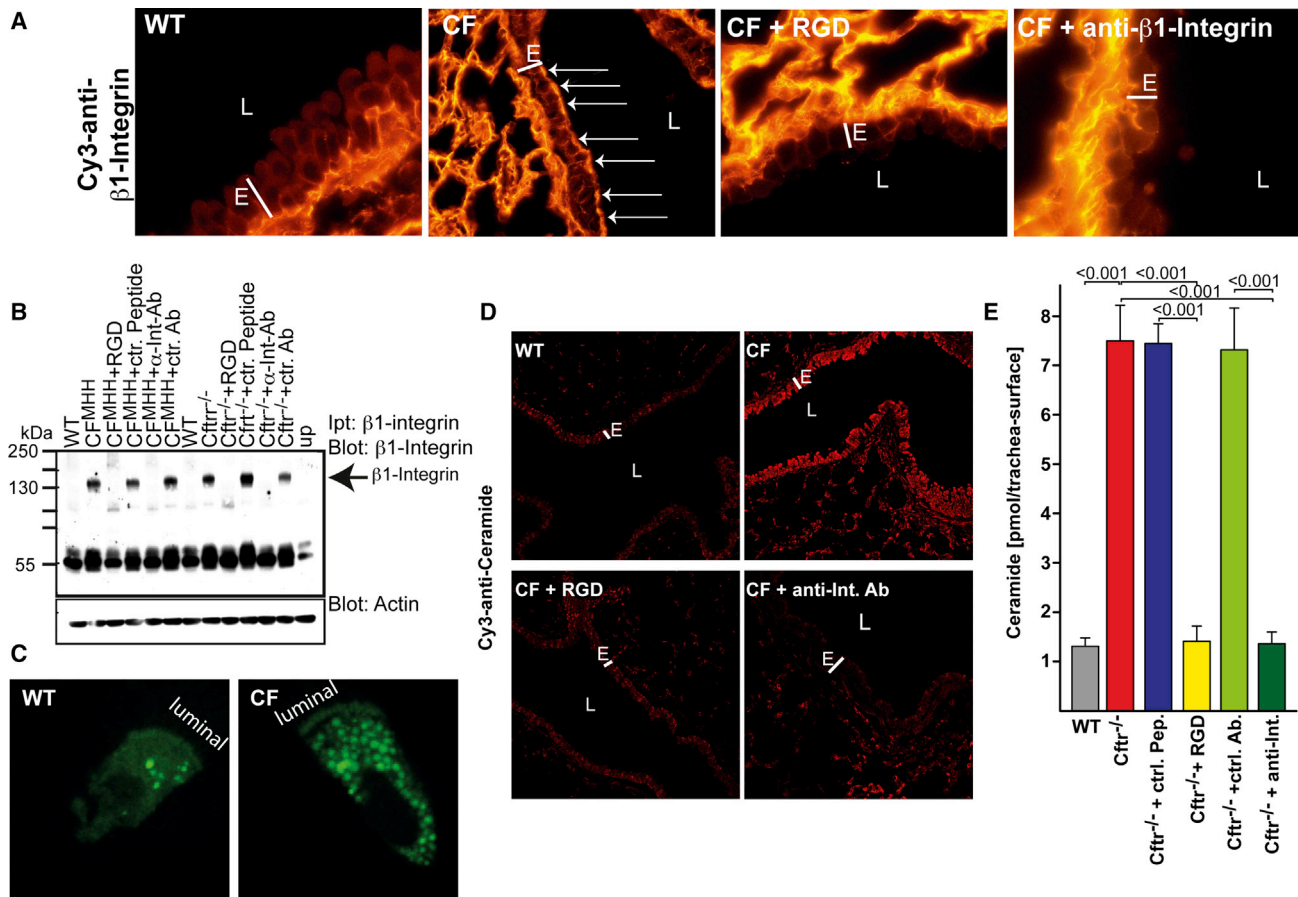 A
Cy3-anti-
β1-Integrin
WT
L
E
CF
E
L
CF + RGD
E
L
CF + anti-β1-Integrin
E
L
B
WT
CFMHH
CFMHH+RGD
CFMHH+ctr. Peptide
CFMHH+α-Int-Ab
CFMHH+ctr. Ab
WT
Cftr-/-
Cftr-/-+RGD
Cfrt-/-+ctr. Peptide
Cftr-/-+α-Int-Ab
Cftr-/-+ctr. Ab
up
kDa
250
130
55
Ipt: β1-integrin
Blot: β1-Integrin
β1-Integrin
Blot: Actin
C
WT
luminal
CF
luminal
D
Cy3-anti-Ceramide
WT
E
L
CF
E
L
CF + RGD
E
L
CF + anti-Int. Ab
L
E
E
<0.001
<0.001
<0.001
<0.001
<0.001
Ceramide [pmol/trachea-surface]
8
7
6
5
4
3
2
1
WT
Cftr-/-
Cftr-/- + ctrl. Pep.
Cftr-/-+ RGD
Cftr-/- +ctrl. Ab.
Cftr-/- + anti-Int.